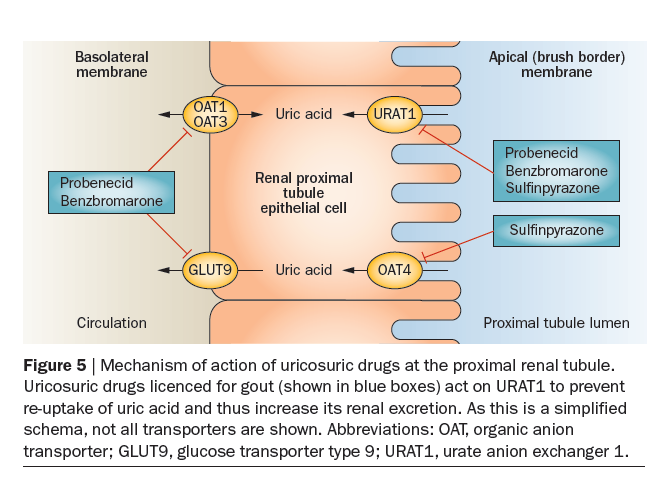 Basolateral
membrane
Apical (brush border)
membrane
OAT1
OAT3
Uric acid
URAT1
Probenecid
Benzbromarone
Sulfinpyrazone
Renal proximal
tubule
epithelial cell
Probenecid
Benzbromarone
Sulfinpyrazone
GLUT9
Uric acid
OAT4
Circulation
Proximal tubule lumen
Figure 5 | Mechanism of action of uricosuric drugs at the proximal renal tubule.
Uricosuric drugs licenced for gout (shown in blue boxes) act on URAT1 to prevent
re-uptake of uric acid and thus increase its renal excretion. As this is a simplified
schema, not all transporters are shown. Abbreviations: OAT, organic anion
transporter; GLUT9, glucose transporter type 9; URAT1, urate anion exchanger 1.